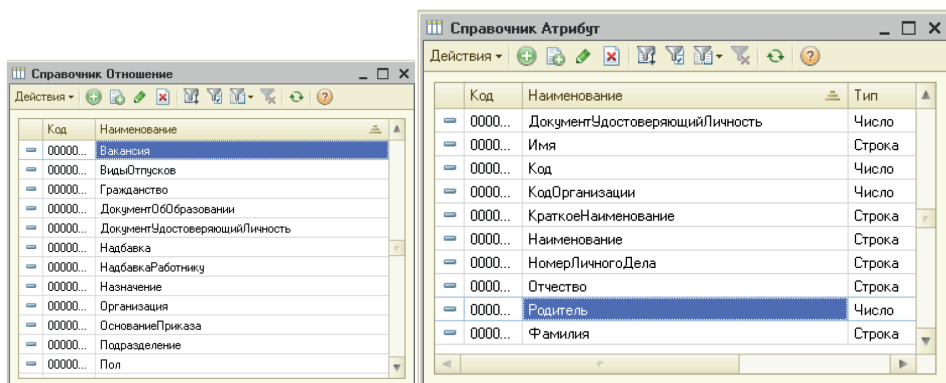 Справочник Отношение
Действия
Код Наименование
00000... Вакансия
00000... ВидыОтпусков
00000... Гражданство
00000... ДокументОбОбразовании
00000... ДокументУдостоверяющийЛичность
00000... Надбавка
00000... НадбавкаРаботнику
00000... Назначение
00000... Организация
00000... ОснованиеПриказа
00000... Подразделение
00000... Пол
Справочник Атрибут
Действия
Код Наименование Тип
0000... ДокументУдостоверяющийЛичность Число
0000... Имя Строка
0000... Код Число
0000... КодОрганизации Число
0000... КраткоеНаименование Строка
0000... Наименование Строка
0000... НомерЛичногоДела Строка
0000... Отчество Строка
0000... Родитель Число
0000... Фамилия Строка